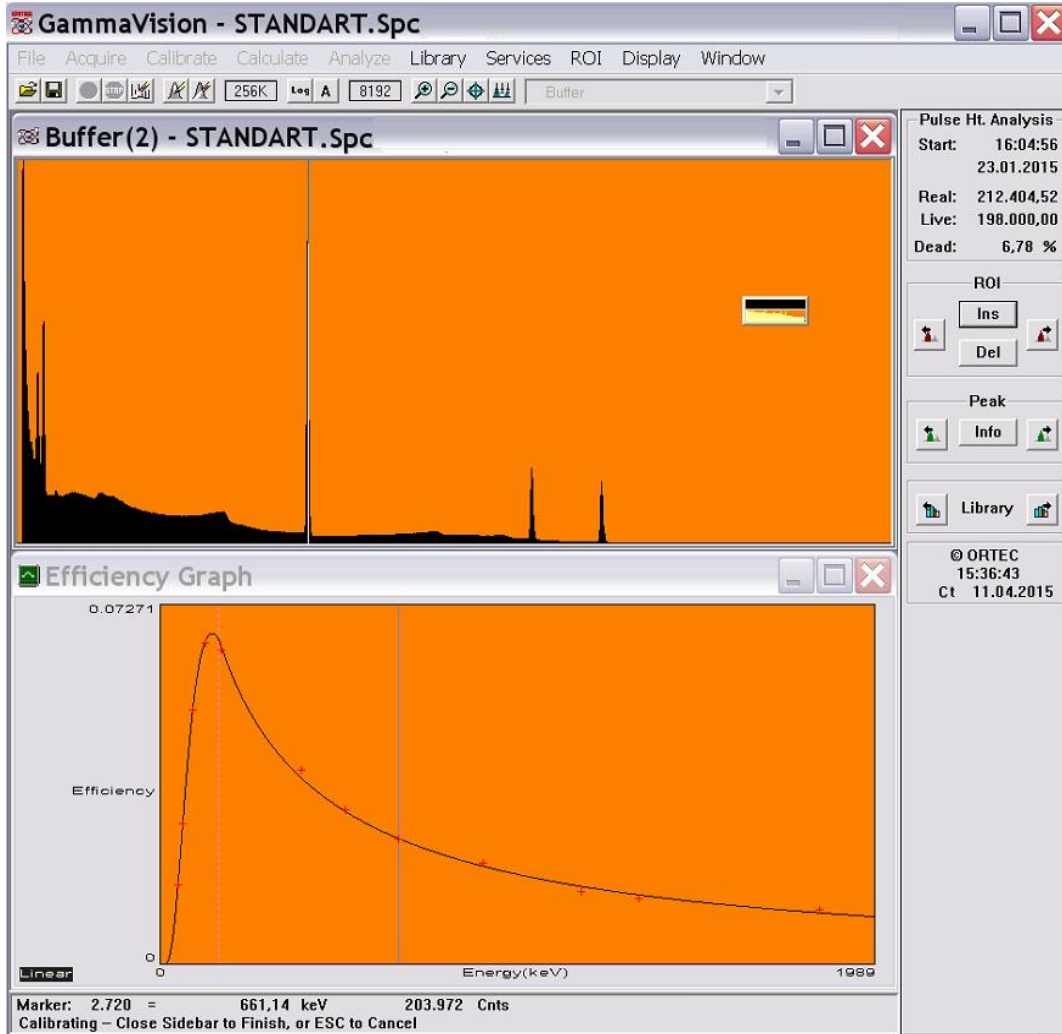 GammaVision - STANDART.Spc
File Acquire Calibrate Calculate Analyze Library Services ROI Display Window
STOP 256K Log A 8192 Buffer
Buffer(2) - STANDART.Spc
Pulse Ht. Analysis
Start: 16:04:56
23.01.2015
Real: 212.404,52
Live: 198.000,00
Dead: 6,78 %
ROI
Ins
Del
Peak
Info
Library
© ORTEC
15:36:43
Ct 11.04.2015
Efficiency Graph
0.07271
Efficiency
0
Linear
0 Energy(keV) 1989
Marker: 2.720 = 661,14 keV 203.972 Cnts
Calibrating – Close Sidebar to Finish, or ESC to Cancel